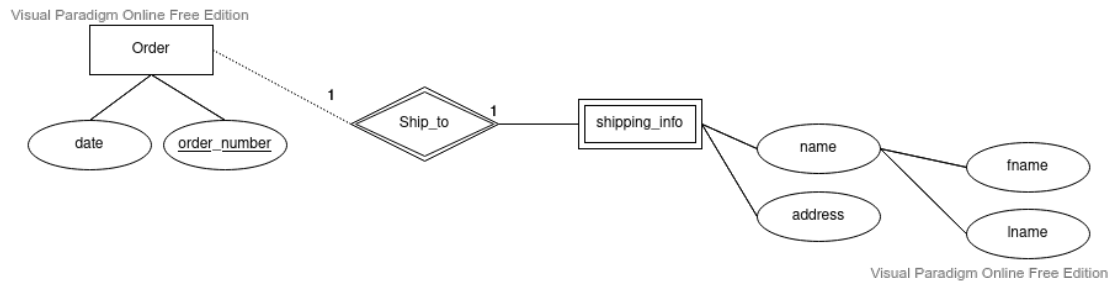 Visual Paradigm Online Free Edition
Order
1
1
Ship_to
shipping_info
date
order_number
name
fname
address
lname
Visual Paradigm Online Free Edition